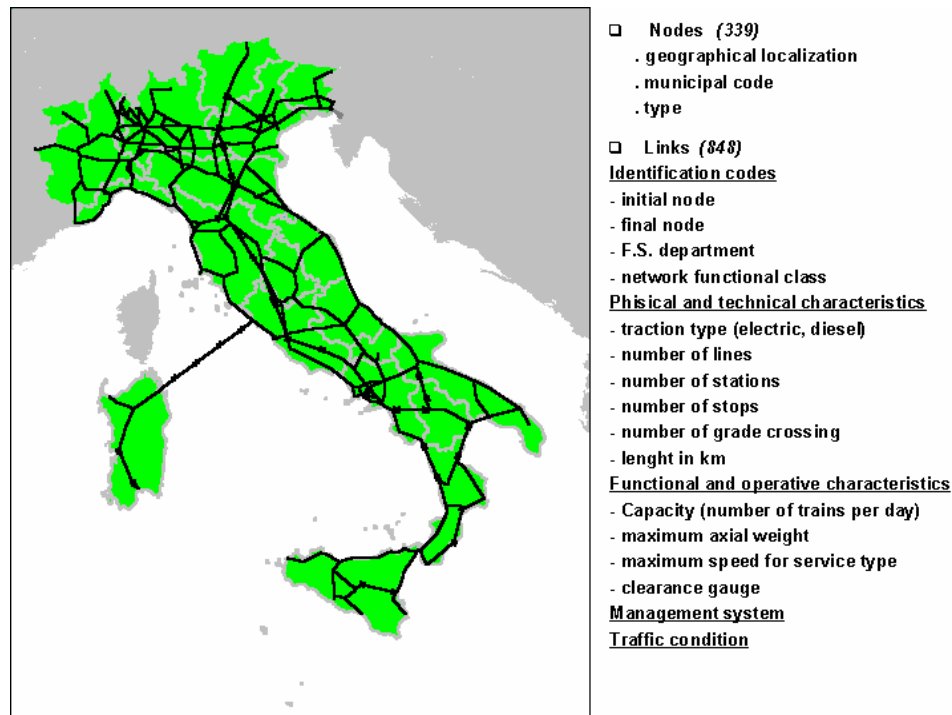 ❑ Nodes (339)
. geographical localization
. municipal code
. type
❑ Links (848)
Identification codes
- initial node
- final node
- F.S. department
- network functional class
Phisical and technical characteristics
- traction type (electric, diesel)
- number of lines
- number of stations
- number of stops
- number of grade crossing
- lenght in km
Functional and operative characteristics
- Capacity (number of trains per day)
- maximum axial weight
- maximum speed for service type
- clearance gauge
Management system
Traffic condition